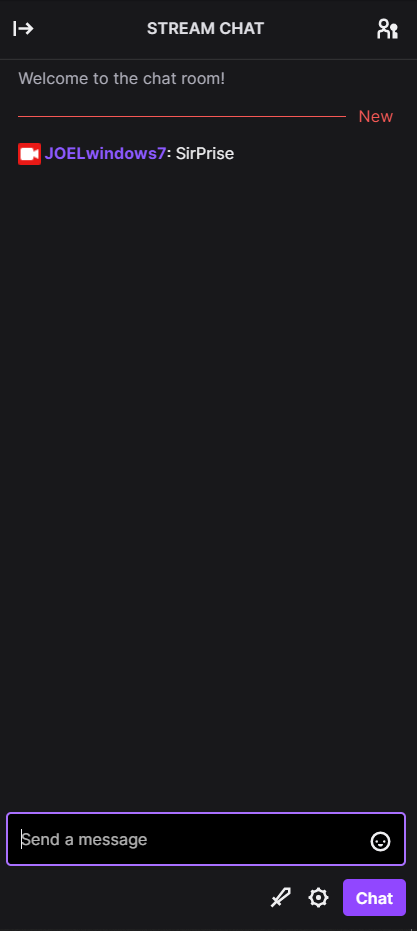 STREAM CHAT
Welcome to the chat room!
New
JOELwindows7: SirPrise
Send a message
Chat